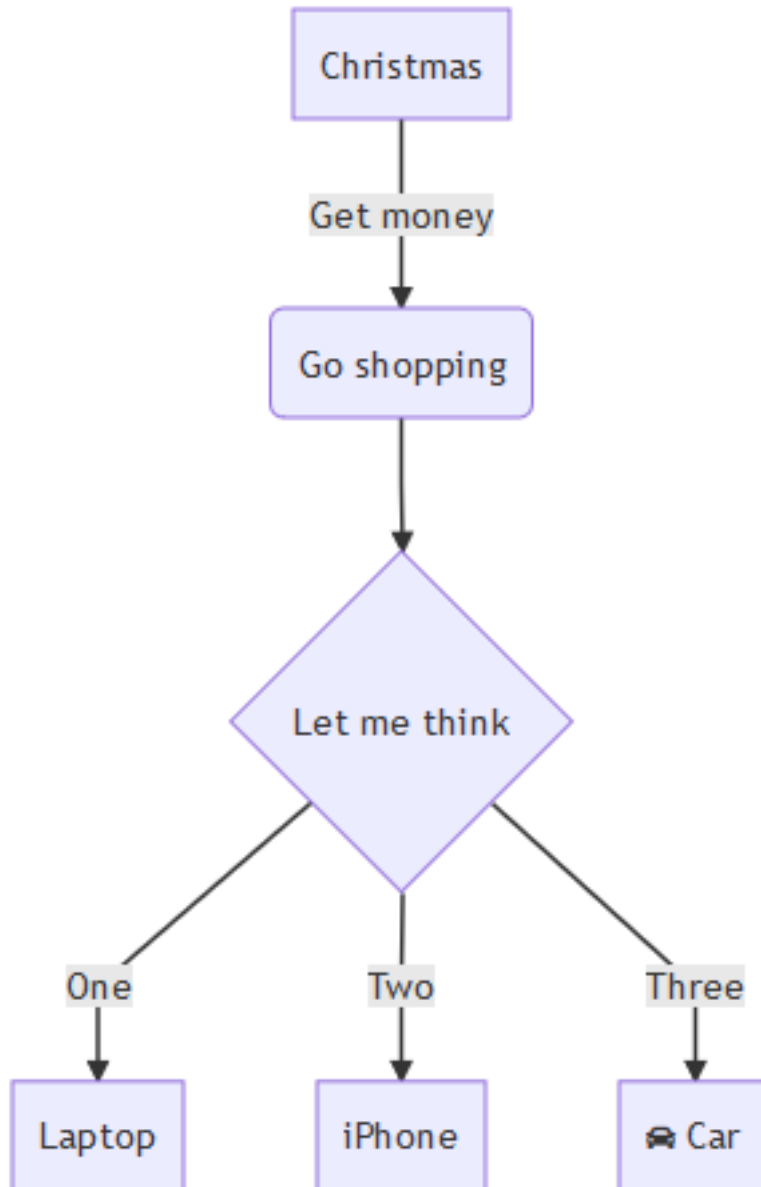 Christmas
Get money
Go shopping
Let me think
One
Two
Three
Laptop
iPhone
Car